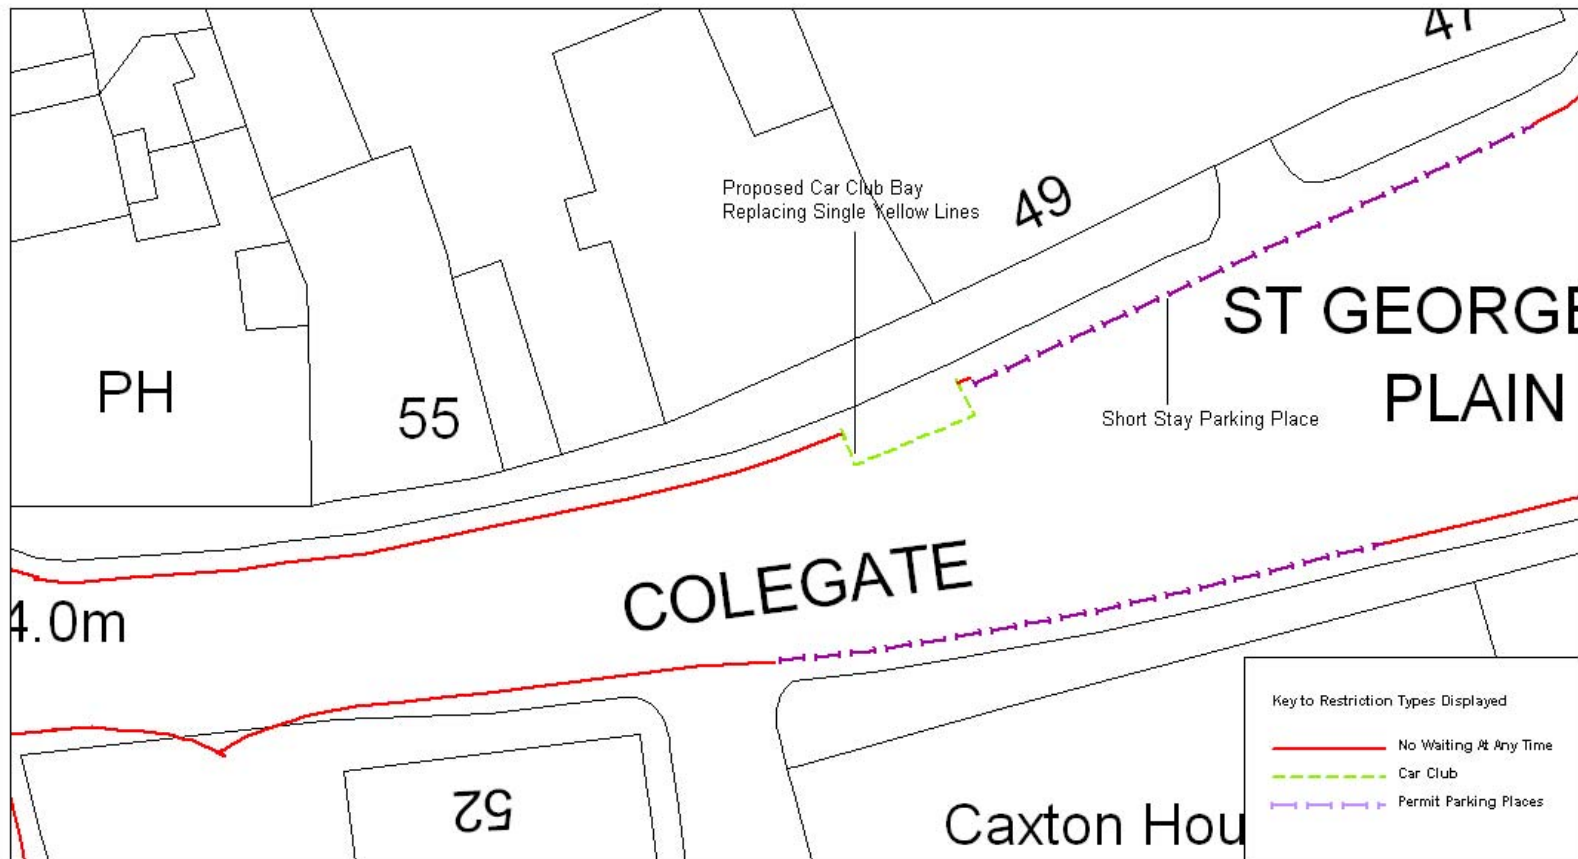 47
Proposed Car Club Bay
Replacing Single Yellow Lines
49
ST GEORGE
PLAIN
PH
55
Short Stay Parking Place
COLEGATE
4.0m
52
Caxton Hou
Key to Restriction Types Displayed
No Waiting At Any Time
Car Club
Permit Parking Places